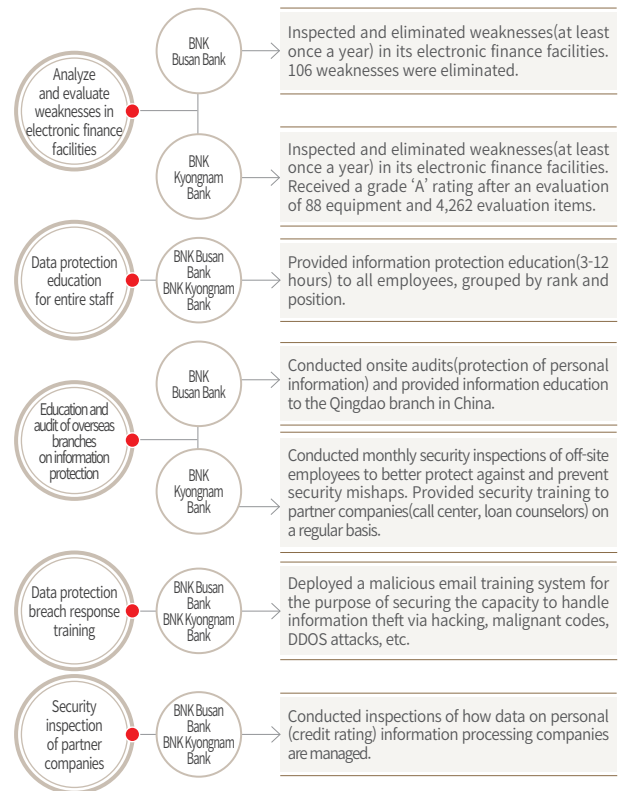 Analyze
and evaluate
weaknesses in
electronic finance
facilities
BNK
Busan Bank
Inspected and eliminated weaknesses(at least
once a year) in its electronic finance facilities.
106 weaknesses were eliminated.
BNK
Kyongnam
Bank
Inspected and eliminated weaknesses(at least
once a year) in its electronic finance facilities.
Received a grade ‘A’ rating after an evaluation
of 88 equipment and 4,262 evaluation items.
Data protection
education
for entire staff
BNK Busan
Bank
BNK Kyongnam
Bank
Provided information protection education(3-12
hours) to all employees, grouped by rank and
position.
Education and
audit of overseas
branches
on information
protection
BNK
Busan Bank
Conducted onsite audits(protection of personal
information) and provided information education
to the Qingdao branch in China.
BNK
Kyongnam
Bank
Conducted monthly security inspections of off-site
employees to better protect against and prevent
security mishaps. Provided security training to
partner companies(call center, loan counselors) on
a regular basis.
Data protection
breach response
training
BNK Busan
Bank
BNK Kyongnam
Bank
Deployed a malicious email training system for
the purpose of securing the capacity to handle
information theft via hacking, malignant codes,
DDOS attacks, etc.
Security
inspection
of partner
companies
BNK Busan
Bank
BNK Kyongnam
Bank
Conducted inspections of how data on personal
(credit rating) information processing companies
are managed.